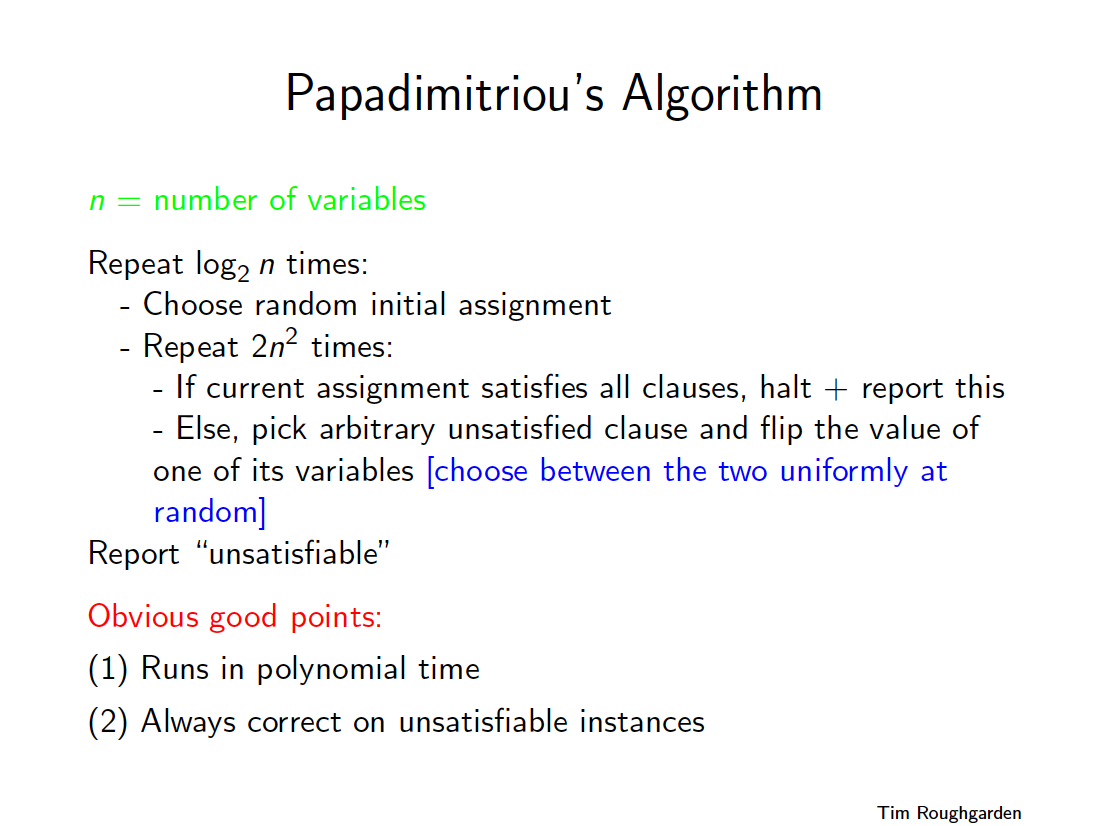 Papadimitriou's Algorithm
n = number of variables
Repeat log₂ n times:
- Choose random initial assignment
- Repeat 2n² times:
- If current assignment satisfies all clauses, halt + report this
- Else, pick arbitrary unsatisfied clause and flip the value of
one of its variables [choose between the two uniformly at
random]
Report “unsatisfiable”
Obvious good points:
(1) Runs in polynomial time
(2) Always correct on unsatisfiable instances
Tim Roughgarden